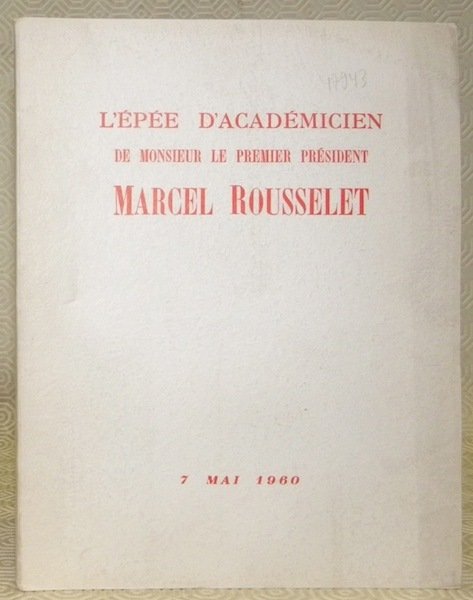 L'ÉPÉE D'ACADÉMICIEN
DE MONSIEUR LE PREMIER PRÉSIDENT
MARCEL ROUSSELET
7 MAI 1960